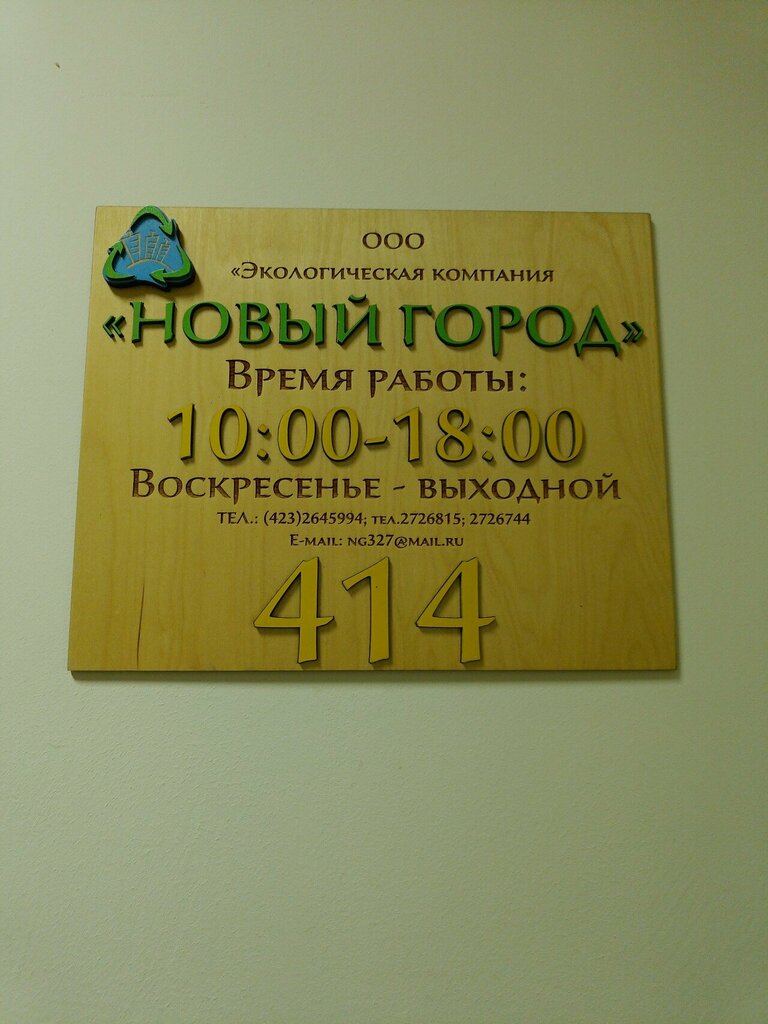 ООО
«Экологическая компания
«НОВЫЙ ГОРОД»
Время работы:
10:00-18:00
Воскресенье - выходной
ТЕЛ.: (423)2645994; тел.2726815; 2726744
E-mail: ng327@mail.ru
414